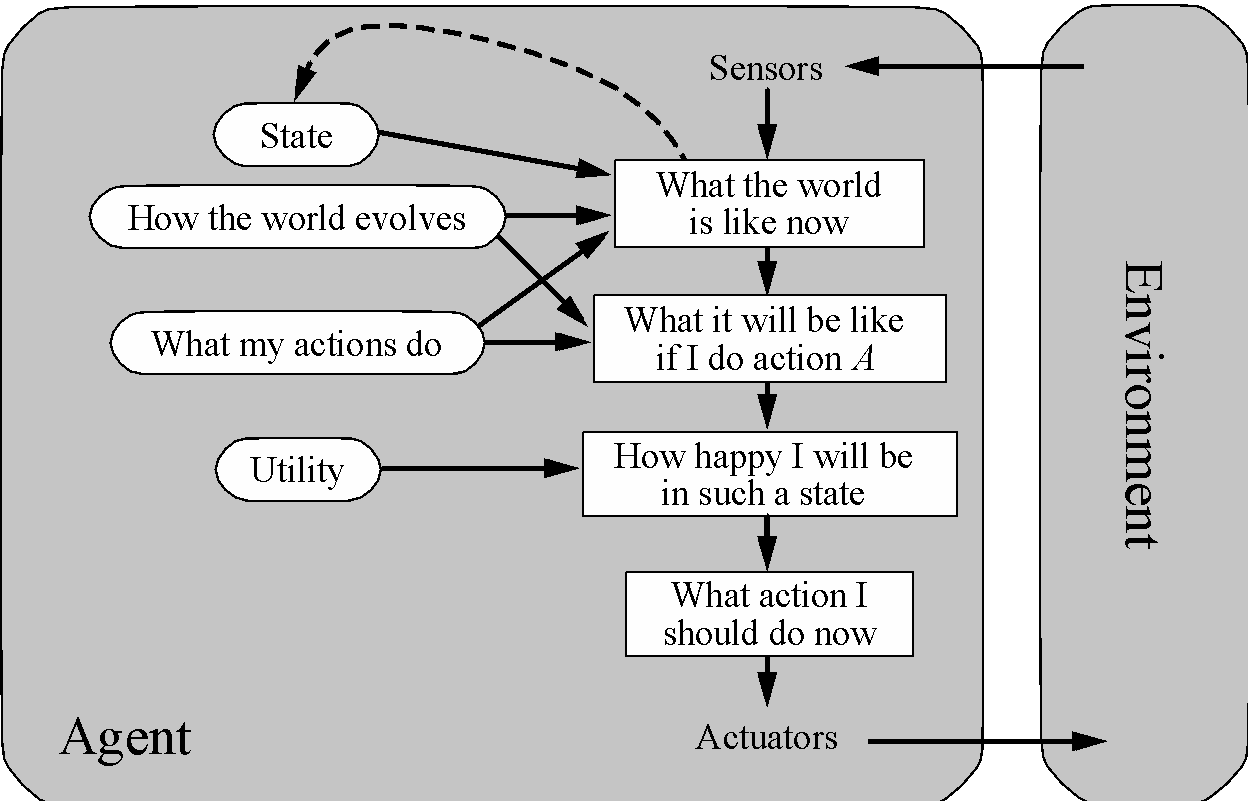 Sensors
State
What the world
is like now
How the world evolves
What it will be like
if I do action A
What my actions do
How happy I will be
in such a state
Utility
What action I
should do now
Agent
Actuators
Environment